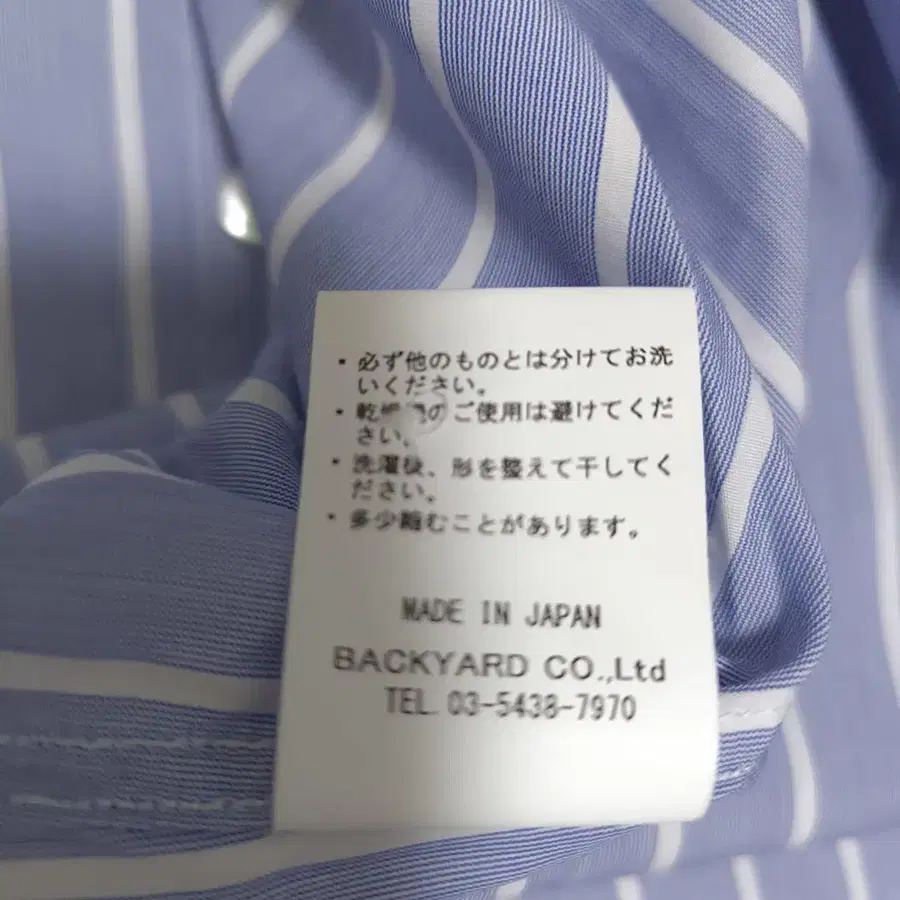 ・必ず他のものとは分けてお洗
いください。
・乾燥機のご使用は避けてくだ
さい。
・洗濯後、形を整えて干してく
ださい。
・多少縮むことがあります。
MADE IN JAPAN
BACKYARD CO.,Ltd
TEL. 03-5438-7970